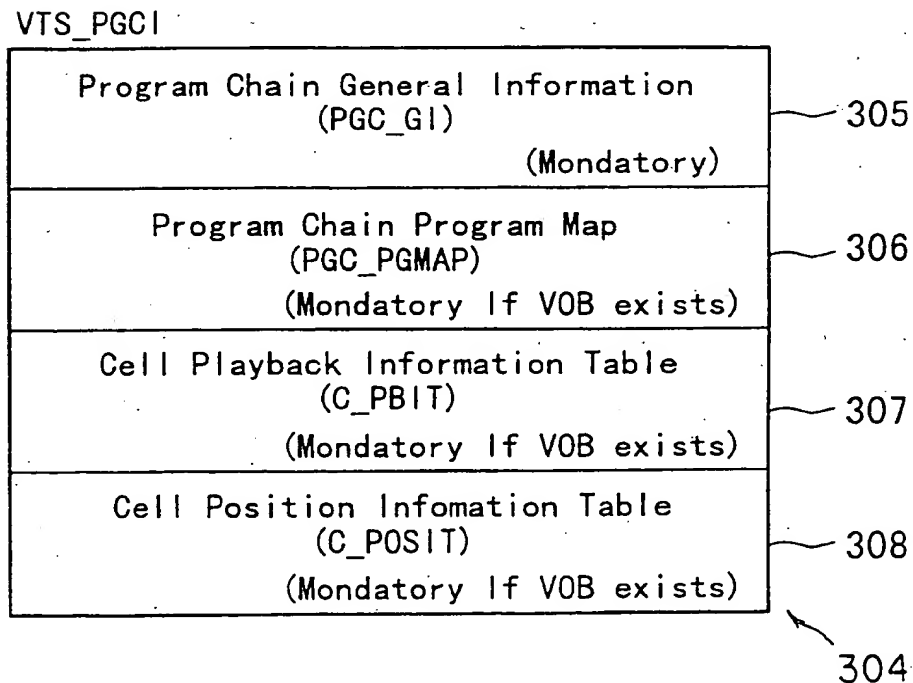 VTS_PGCI
Program Chain General Information
(PGC_GI)
305
(Mondatory)
Program Chain Program Map
(PGC_PGMAP)
306
(Mondatory If VOB exists)
Cell Playback Information Table
(C_PBIT)
307
(Mondatory If VOB exists)
Cell Position Infomation Table
(C_POSIT)
308
(Mondatory If VOB exists)
304